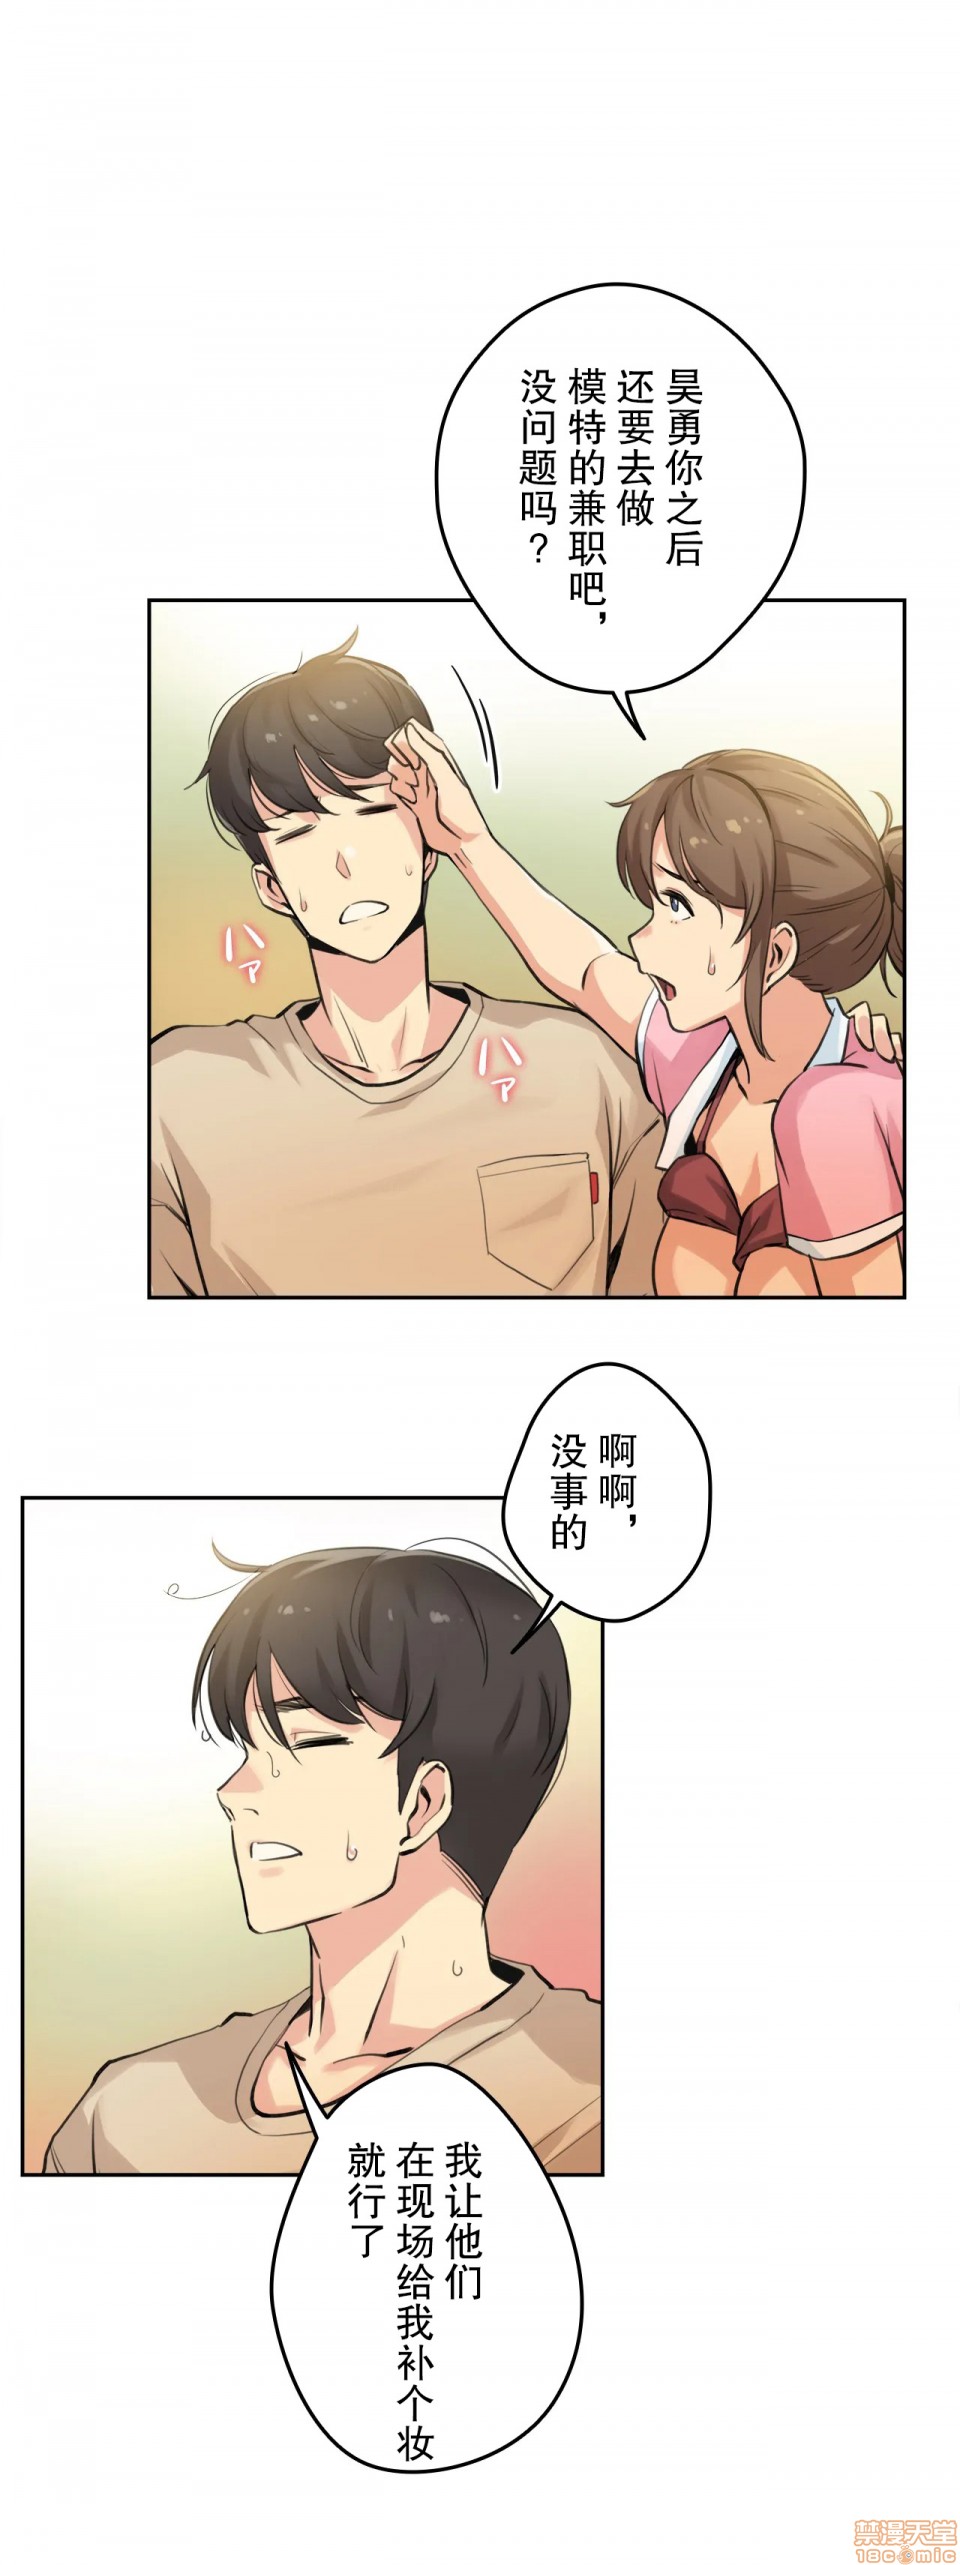 昊勇你之后
还要去做
模特的兼职吧，
没问题吗？
ハァ
ハァ
啊啊，
没事的
我让他们
在现场给我补个妆
就行了
禁漫天堂
18comic